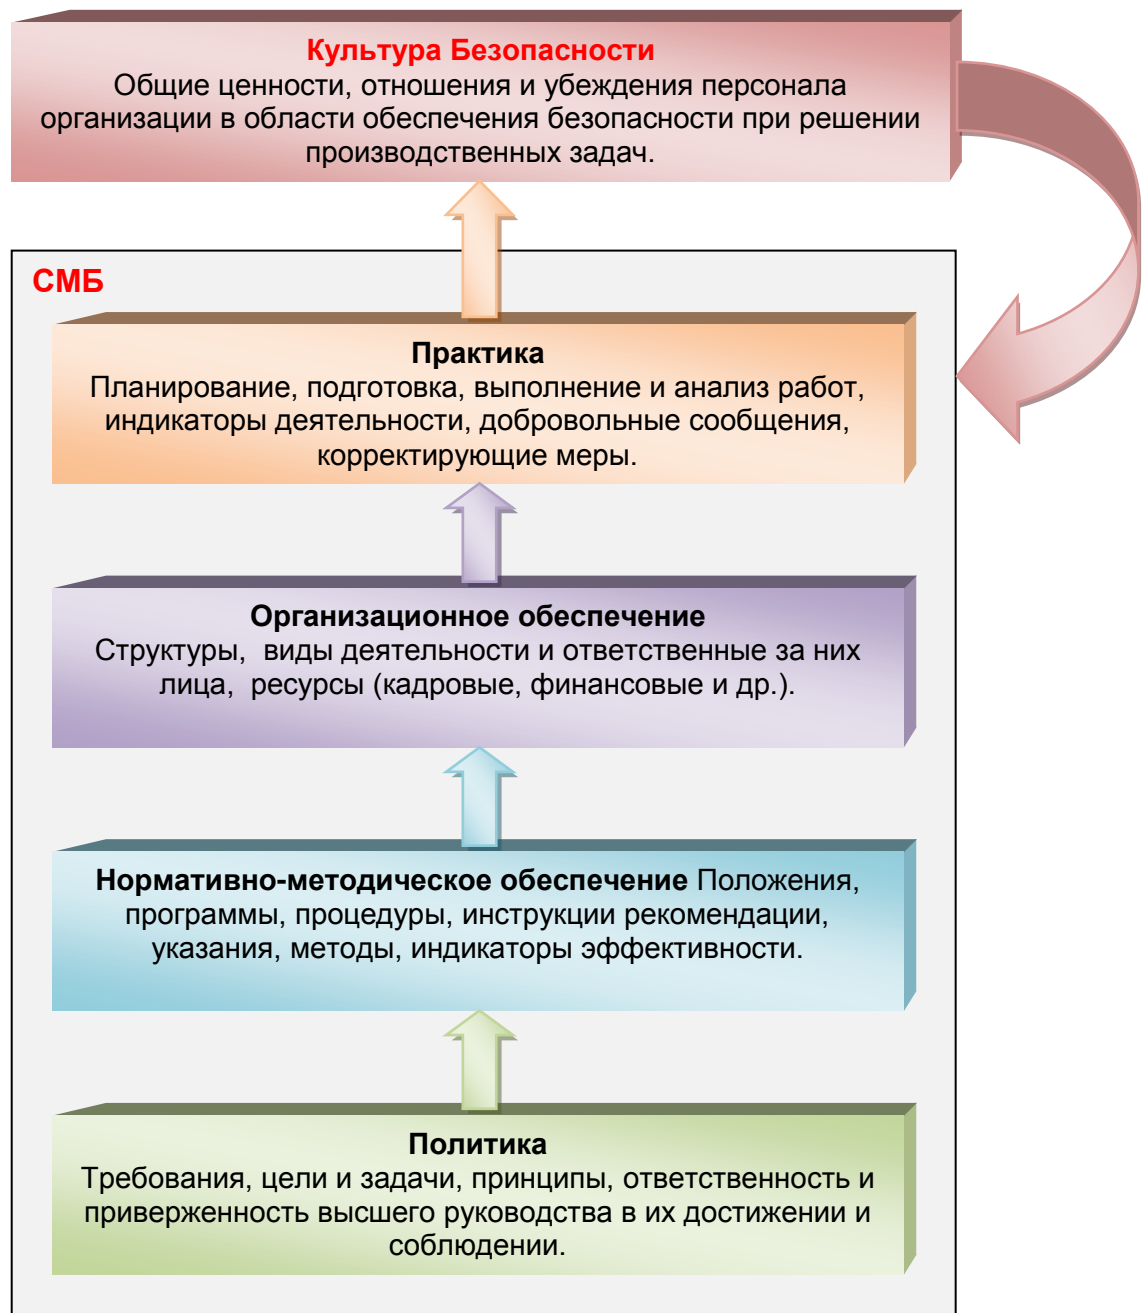 Культура Безопасности
Общие ценности, отношения и убеждения персонала
организации в области обеспечения безопасности при решении
производственных задач.
СМБ
Практика
Планирование, подготовка, выполнение и анализ работ,
индикаторы деятельности, добровольные сообщения,
корректирующие меры.
Организационное обеспечение
Структуры, виды деятельности и ответственные за них
лица, ресурсы (кадровые, финансовые и др.).
Нормативно-методическое обеспечение Положения,
программы, процедуры, инструкции рекомендации,
указания, методы, индикаторы эффективности.
Политика
Требования, цели и задачи, принципы, ответственность и
приверженность высшего руководства в их достижении и
соблюдении.